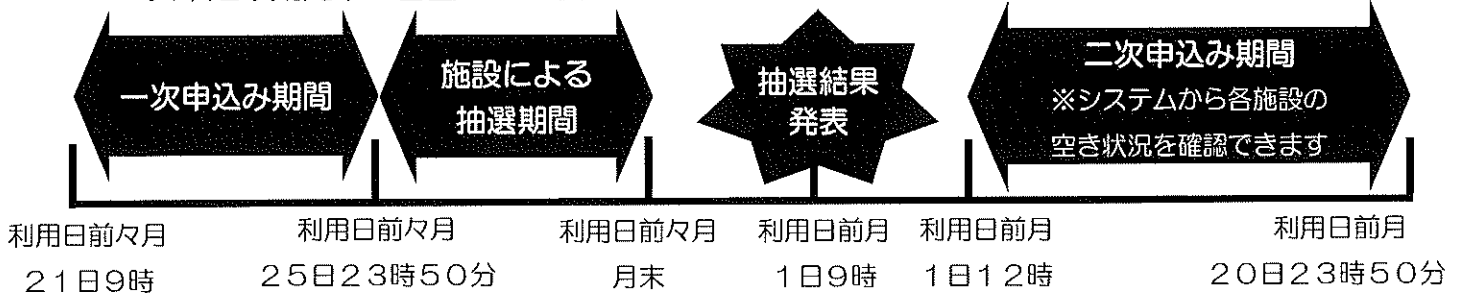 一次申込み期間
施設による
抽選期間
抽選結果
発表
二次申込み期間
※システムから各施設の
空き状況を確認できます
利用日前々月
21日9時
利用日前々月
25日23時50分
利用日前々月
月末
利用日前月
1日9時
利用日前月
1日12時
利用日前月
20日23時50分